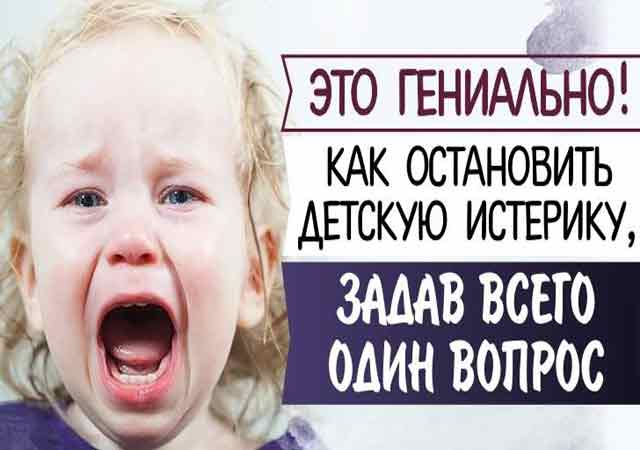 ЭТО ГЕНИАЛЬНО!
КАК ОСТАНОВИТЬ
ДЕТСКУЮ ИСТЕРИКУ,
ЗАДАВ ВСЕГО
ОДИН ВОПРОС